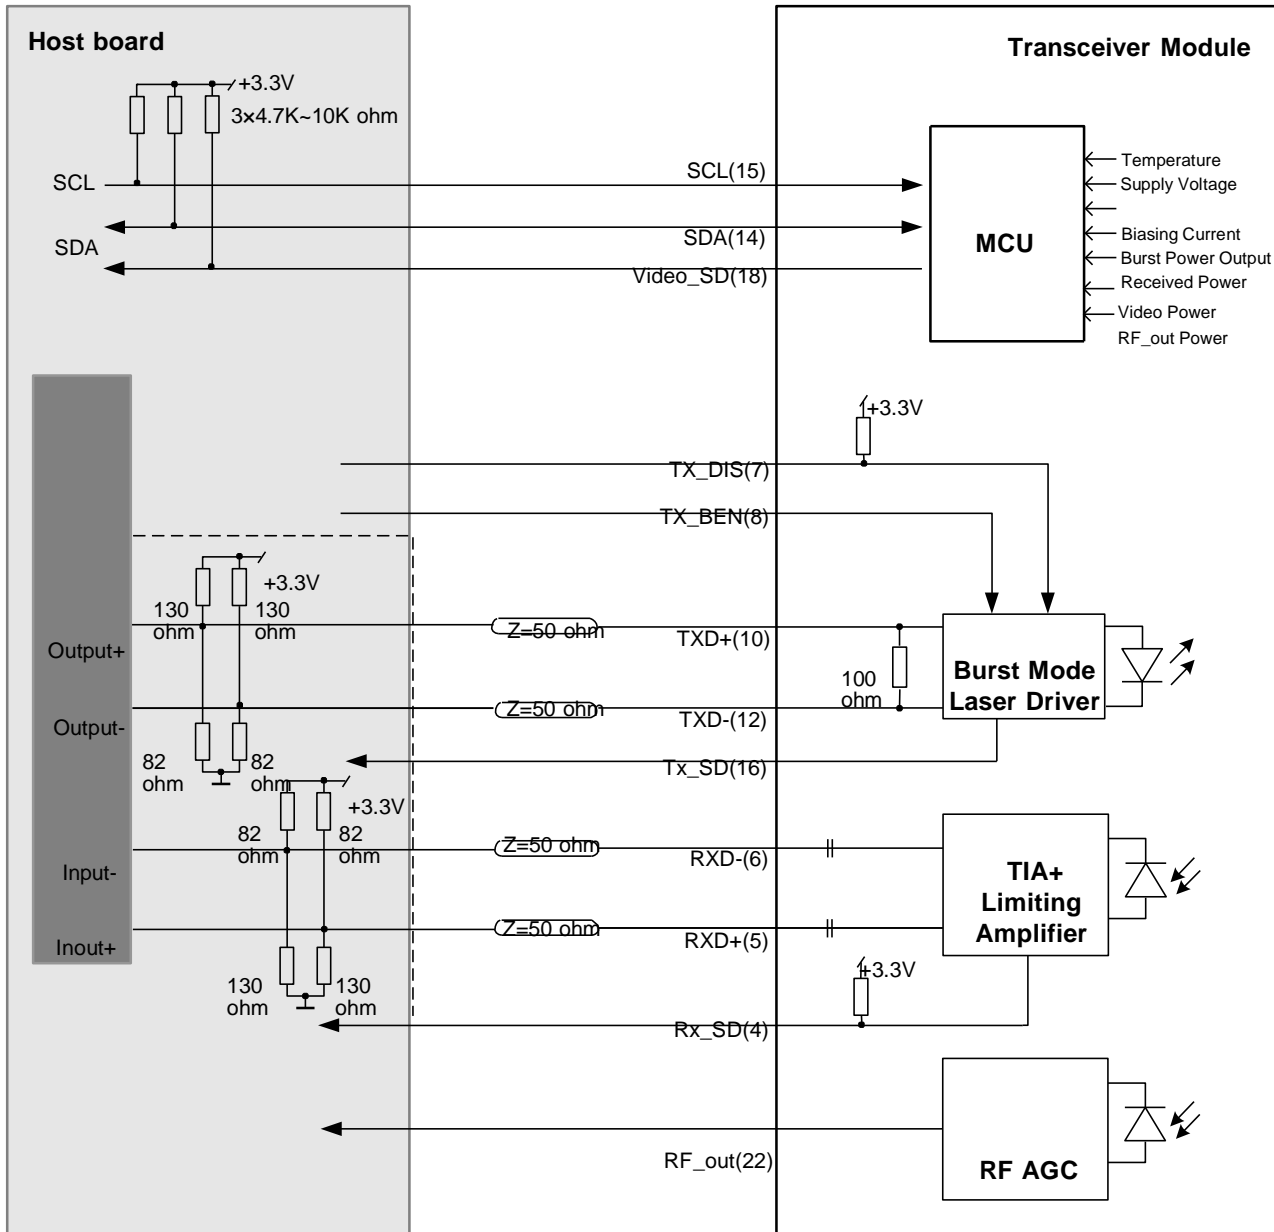 Host board
Transceiver Module
+3.3V
3×4.7K~10K ohm
SCL
SCL(15)
SDA
SDA(14)
Video_SD(18)
MCU
Temperature
Supply Voltage
Biasing Current
Burst Power Output
Received Power
Video Power
RF_out Power
+3.3V
TX_DIS(7)
TX_BEN(8)
+3.3V
130
ohm
130
ohm
Output+
Z=50 ohm
TXD+(10)
100
ohm
Burst Mode
Laser Driver
Output-
Z=50 ohm
TXD-(12)
82
ohm
82
ohm
Tx_SD(16)
+3.3V
82
ohm
82
ohm
Input-
Z=50 ohm
RXD-(6)
TIA+
Limiting
Amplifier
Inout+
Z=50 ohm
RXD+(5)
130
ohm
130
ohm
+3.3V
Rx_SD(4)
RF_out(22)
RF AGC